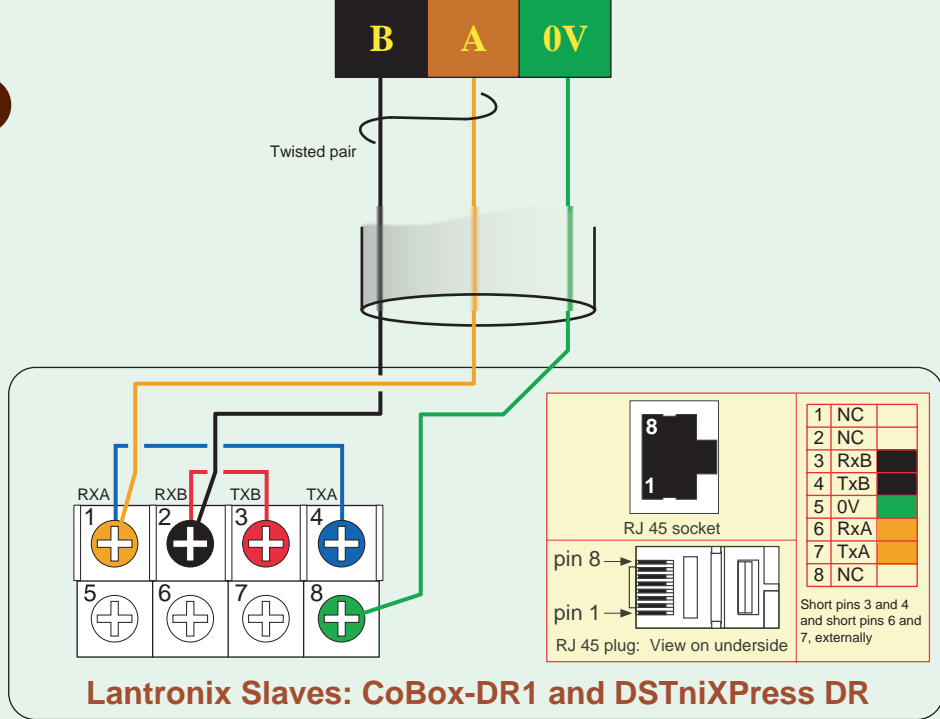 B A 0V
Twisted pair
RXA RXB TXB TXA
1 2 3 4
5 6 7 8
8
1
RJ 45 socket
pin 8
pin 1
RJ 45 plug: View on underside
1 NC
2 NC
3 RxB
4 TxB
5 0V
6 RxA
7 TxA
8 NC
Short pins 3 and 4
and short pins 6 and
7, externally
Lantronix Slaves: CoBox-DR1 and DSTniXPress DR